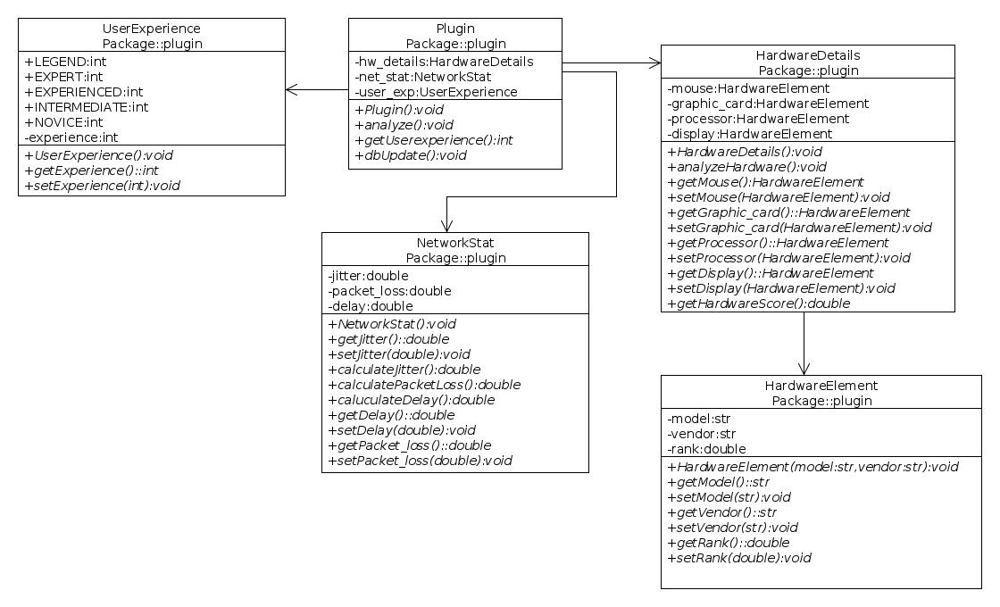 UserExperience
Package::plugin
+LEGEND:int
+EXPERT:int
+EXPERIENCED:int
+INTERMEDIATE:int
+NOVICE:int
-experience:int
+UserExperience():void
+getExperience()::int
+setExperience(int):void
Plugin
Package::plugin
-hw_details:HardwareDetails
-net_stat:NetworkStat
-user_exp:UserExperience
+Plugin():void
+analyze():void
+getUserexperience():int
+dbUpdate():void
HardwareDetails
Package::plugin
-mouse:HardwareElement
-graphic_card:HardwareElement
-processor:HardwareElement
-display:HardwareElement
+HardwareDetails():void
+analyzeHardware():void
+getMouse():HardwareElement
+setMouse(HardwareElement):void
+getGraphic_card()::HardwareElement
+setGraphic_card(HardwareElement):void
+getProcessor()::HardwareElement
+setProcessor(HardwareElement):void
+getDisplay()::HardwareElement
+setDisplay(HardwareElement):void
+getHardwareScore():double
NetworkStat
Package::plugin
-jitter:double
-packet_loss:double
-delay:double
+NetworkStat():void
+getJitter()::double
+setJitter(double):void
+calculateJitter():double
+calculatePacketLoss():double
+caluculateDelay():double
+getDelay()::double
+setDelay(double):void
+getPacket_loss()::double
+setPacket_loss(double):void
HardwareElement
Package::plugin
-model:str
-vendor:str
-rank:double
+HardwareElement(model:str,vendor:str):void
+getModel()::str
+setModel(str):void
+getVendor()::str
+setVendor(str):void
+getRank()::double
+setRank(double):void